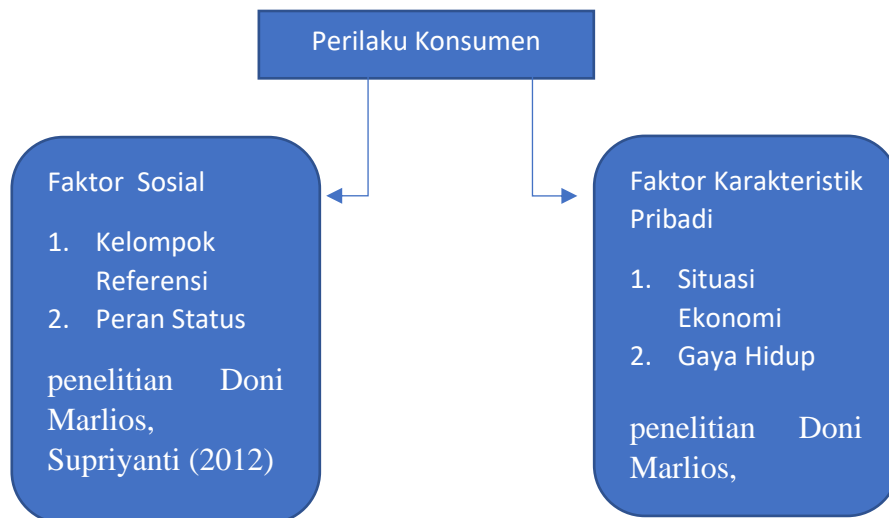 Perilaku Konsumen
Faktor Sosial
1. Kelompok
Referensi
2. Peran Status
penelitian Doni
Marlios,
Supriyanti (2012)
Faktor Karakteristik
Pribadi
1. Situasi
Ekonomi
2. Gaya Hidup
penelitian Doni
Marlios,